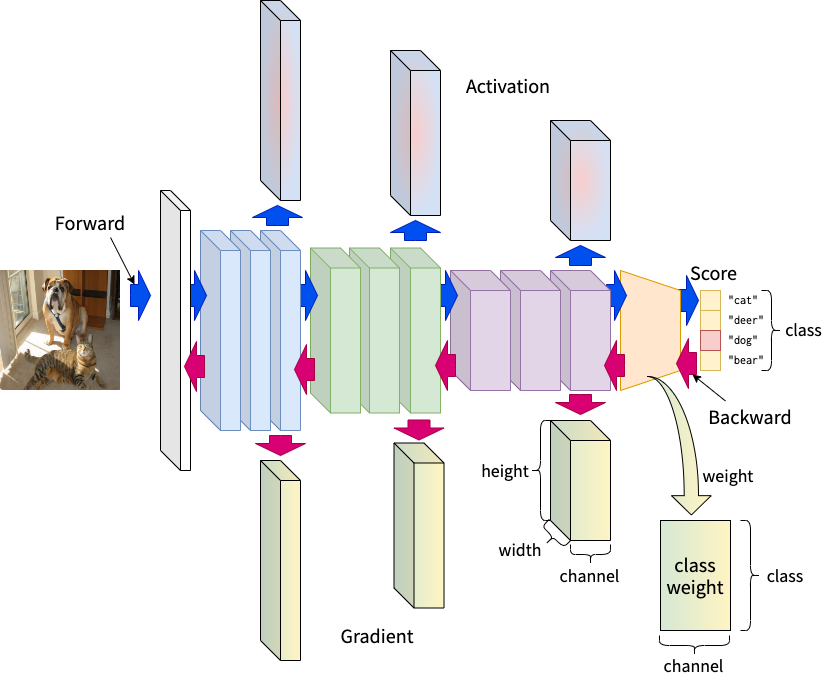 Activation
Forward
Score
"cat"
"deer"
"dog"
"bear"
class
Backward
height
weight
width
channel
class
weight
class
Gradient
channel